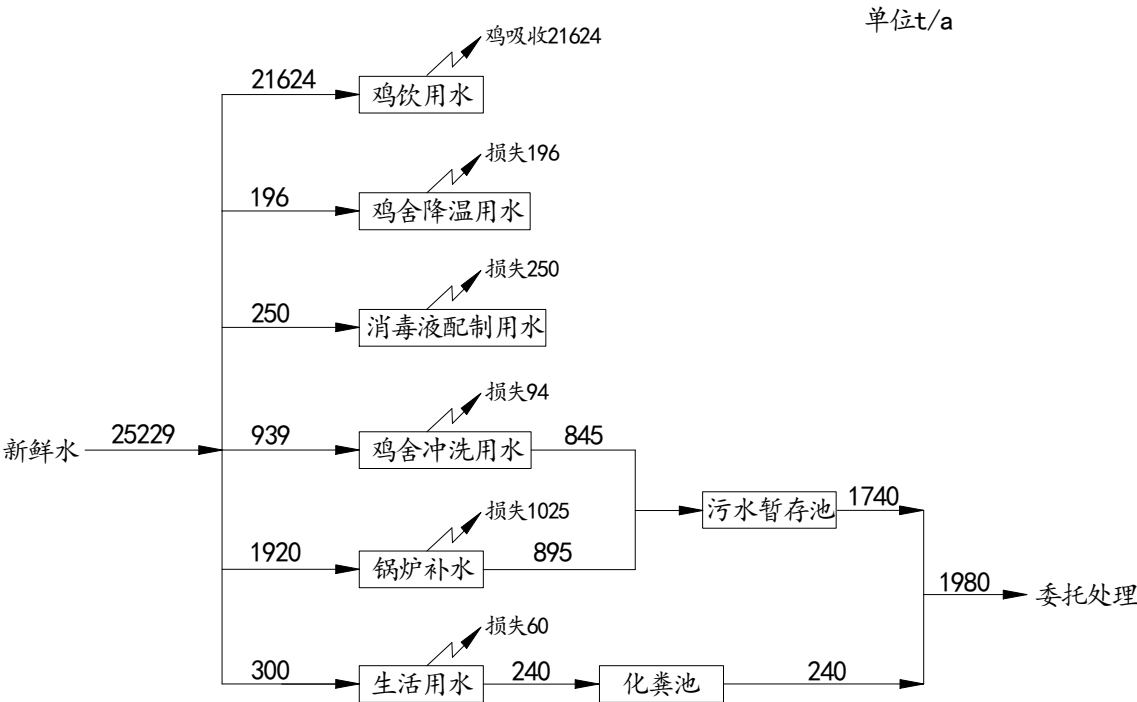 单位t/a
鸡吸收21624
21624
鸡饮用水
损失196
196
鸡舍降温用水
损失250
250
消毒液配制用水
损失94
新鲜水
25229
939
鸡舍冲洗用水
845
污水暂存池
1740
损失1025
1920
锅炉补水
895
1980
委托处理
损失60
300
生活用水
240
化粪池
240